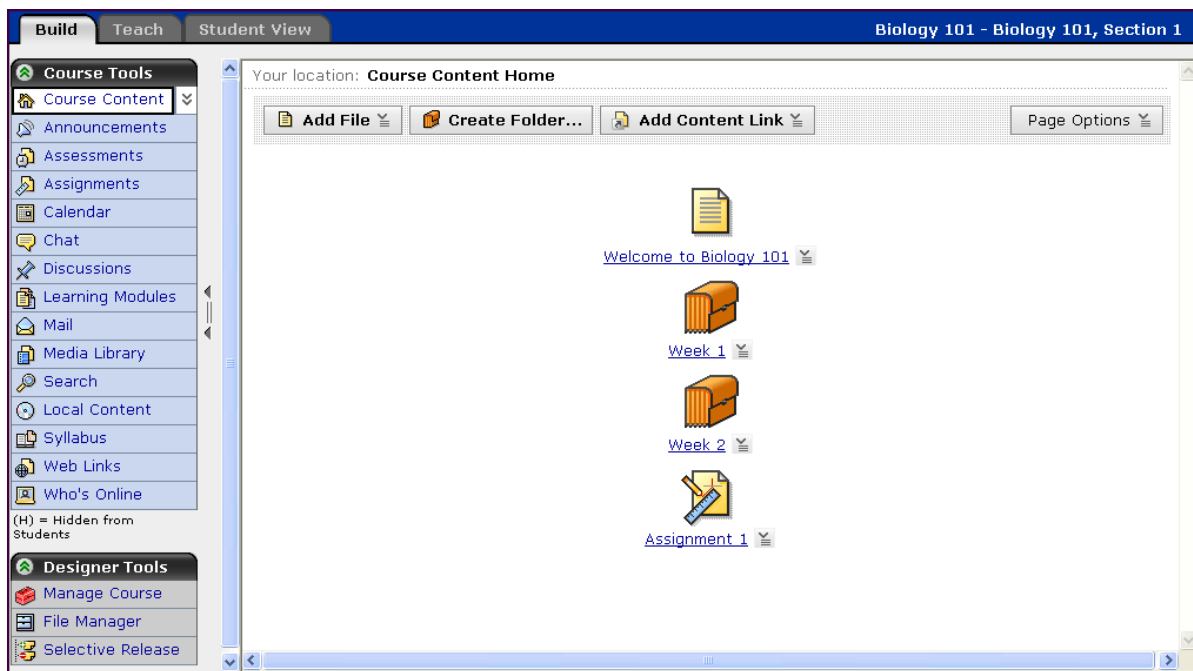 Build
Teach
Student View
Biology 101 - Biology 101, Section 1
Course Tools
Course Content
Announcements
Assessments
Assignments
Calendar
Chat
Discussions
Learning Modules
Mail
Media Library
Search
Local Content
Syllabus
Web Links
Who's Online
(H) = Hidden from
Students
Designer Tools
Manage Course
File Manager
Selective Release
Your location: Course Content Home
Add File
Create Folder...
Add Content Link
Page Options
Welcome to Biology 101
Week 1
Week 2
Assignment 1